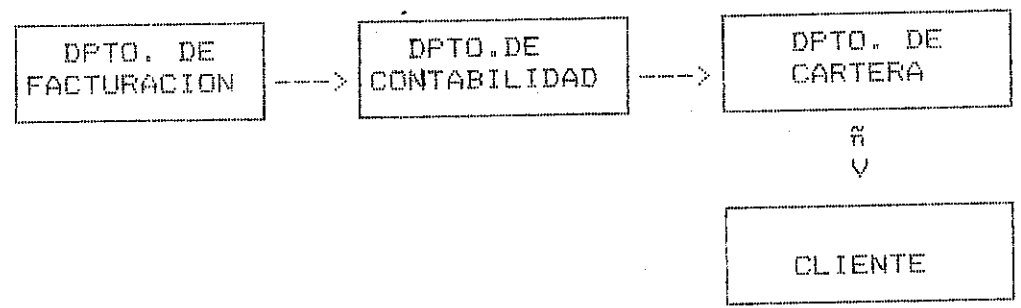 DPTO. DE
FACTURACION
---->
DPTO.DE
CONTABILIDAD
---->
DPTO. DE
CARTERA
ñ
V
CLIENTE